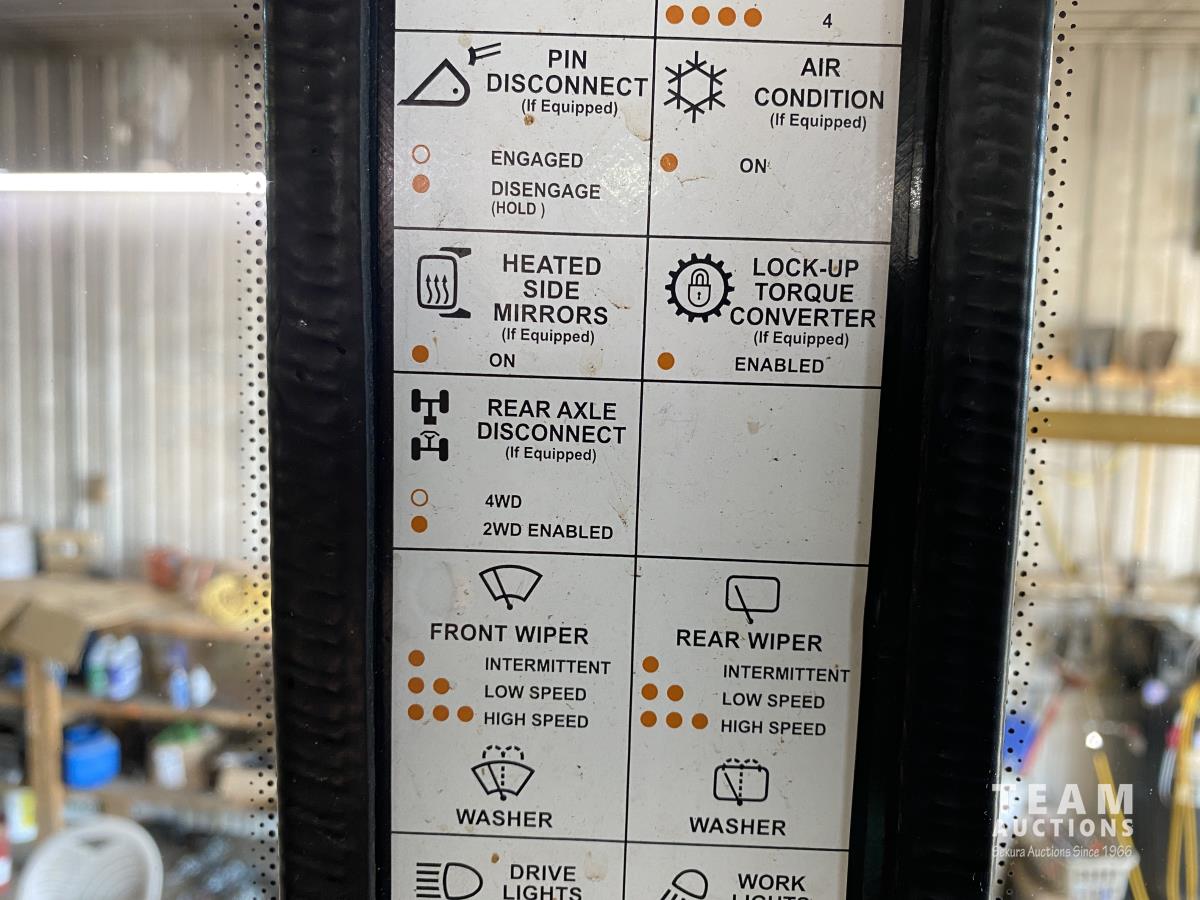 4
PIN
DISCONNECT
(If Equipped)
ENGAGED
DISENGAGE
(HOLD )
AIR
CONDITION
(If Equipped)
ON
HEATED
SIDE
MIRRORS
(If Equipped)
ON
LOCK-UP
TORQUE
CONVERTER
(If Equipped)
ENABLED
REAR AXLE
DISCONNECT
(If Equipped)
4WD
2WD ENABLED
FRONT WIPER
INTERMITTENT
LOW SPEED
HIGH SPEED
WASHER
REAR WIPER
INTERMITTENT
LOW SPEED
HIGH SPEED
WASHER
DRIVE
LIGHTS
WORK
LIGHTS
TEAM
AUCTIONS
Sekura Auctions Since 1966